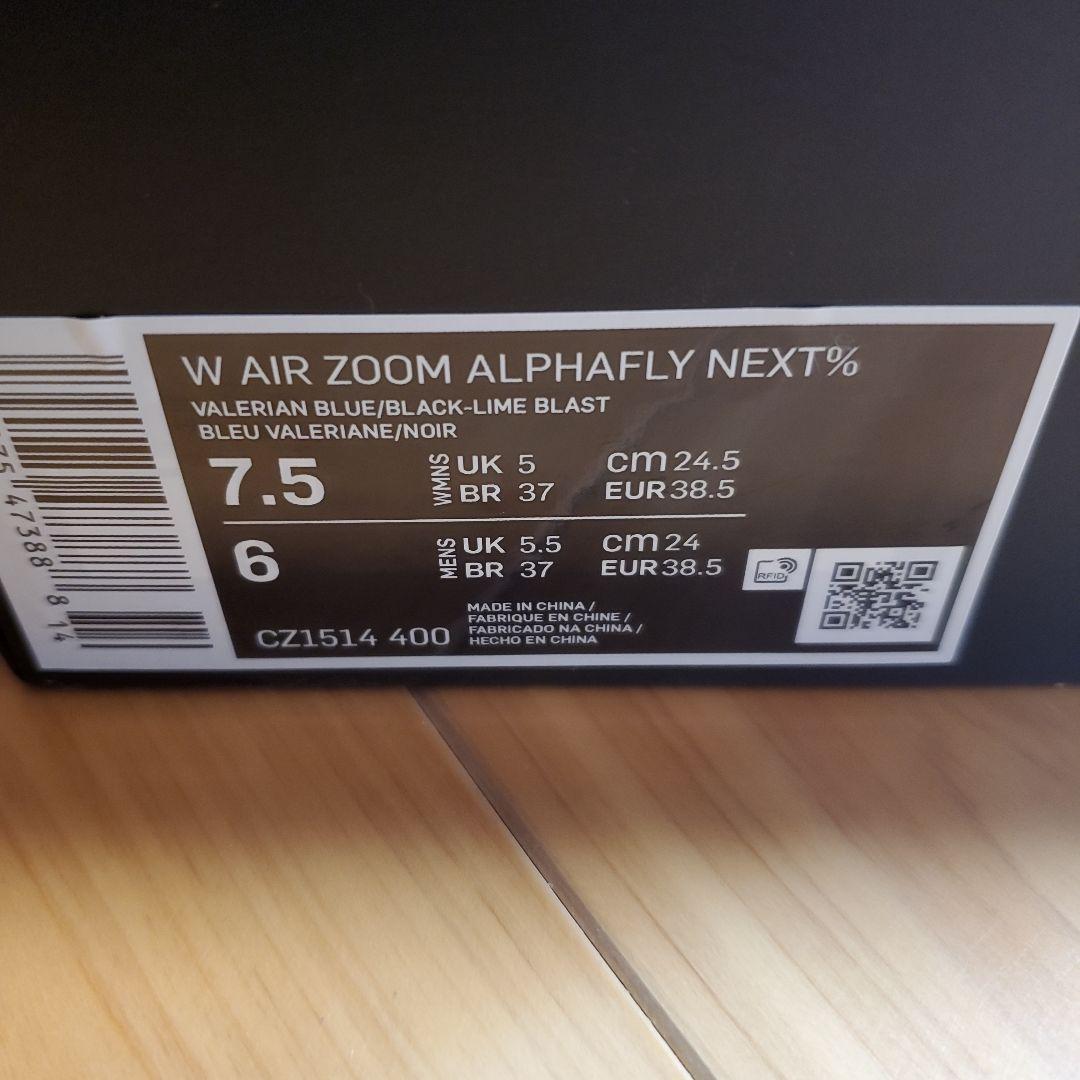 W AIR ZOOM ALPHAFLY NEXT%
VALERIAN BLUE/BLACK-LIME BLAST
BLEU VALERIANE/NOIR
7.5 WMNS UK 5 cm 24.5
BR 37 EUR 38.5
6 MENS UK 5.5 cm 24
BR 37 EUR 38.5
RFID
MADE IN CHINA /
FABRIQUE EN CHINE /
FABRICADO NA CHINA /
HECHO EN CHINA
CZ1514 400
47388 814